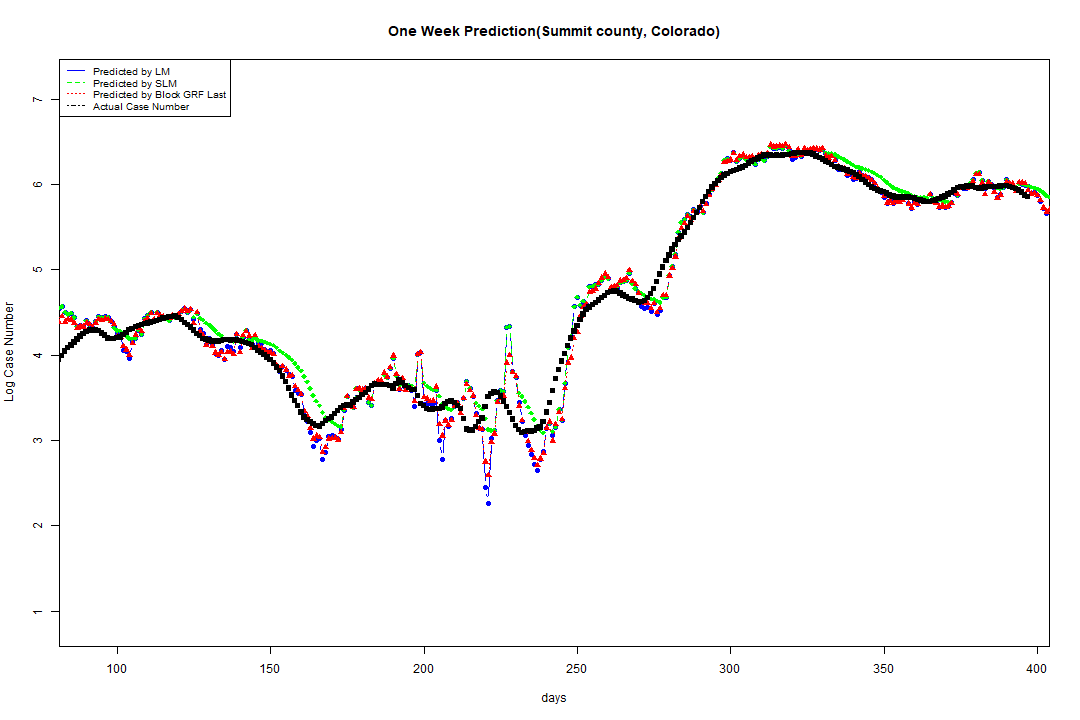 One Week Prediction(Summit county, Colorado)
Predicted by LM
Predicted by SLM
Predicted by Block GRF Last
Actual Case Number
Log Case Number
7
6
5
4
3
2
1
100 150 200 250 300 350 400
days